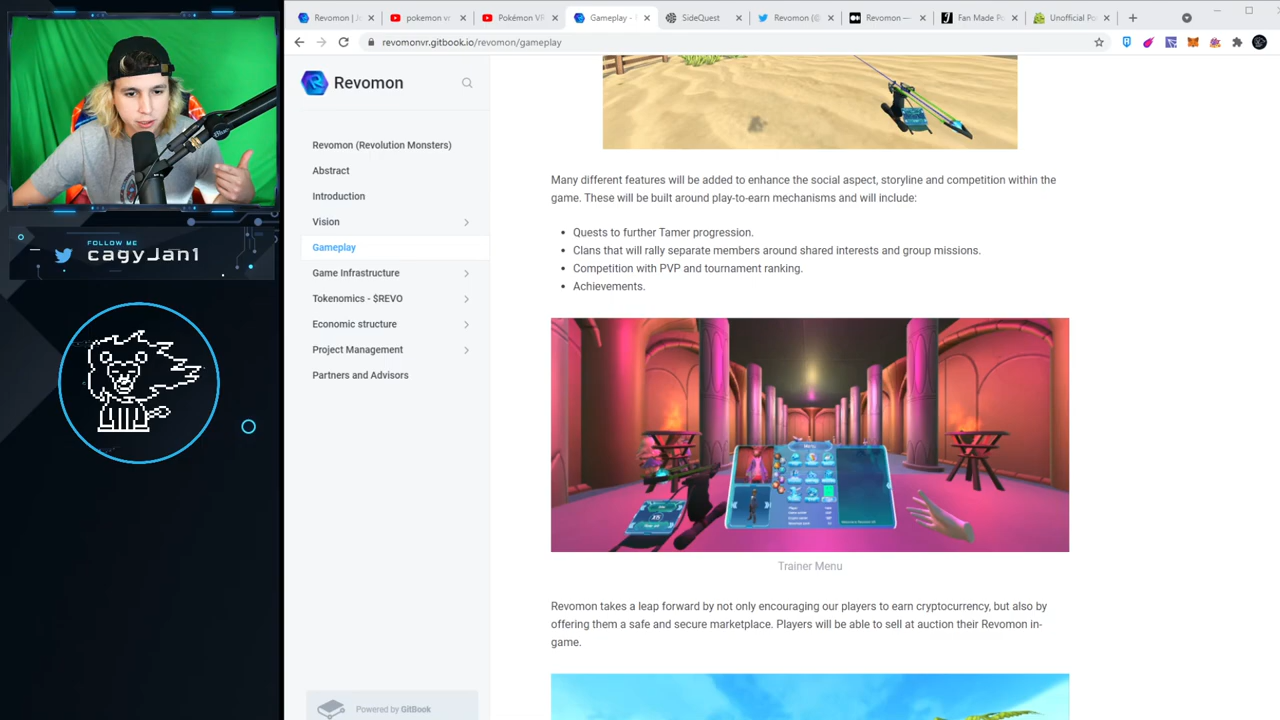 Revomon | J
pokemon vr
Pokémon VR
Gameplay -
SideQuest
Revomon (@
Revomon —
Fan Made Po
Unofficial Po
revomonvr.gitbook.io/revomon/gameplay
Revomon
Revomon (Revolution Monsters)
Abstract
Introduction
Vision
Gameplay
Game Infrastructure
Tokenomics - $REVO
Economic structure
Project Management
Partners and Advisors
Powered by GitBook
Many different features will be added to enhance the social aspect, storyline and competition within the
game. These will be built around play-to-earn mechanisms and will include:
• Quests to further Tamer progression.
• Clans that will rally separate members around shared interests and group missions.
• Competition with PVP and tournament ranking.
• Achievements.
Menu
Trainer Menu
Revomon takes a leap forward by not only encouraging our players to earn cryptocurrency, but also by
offering them a safe and secure marketplace. Players will be able to sell at auction their Revomon in-
game.
FOLLOW ME
cagyJan1
Blue